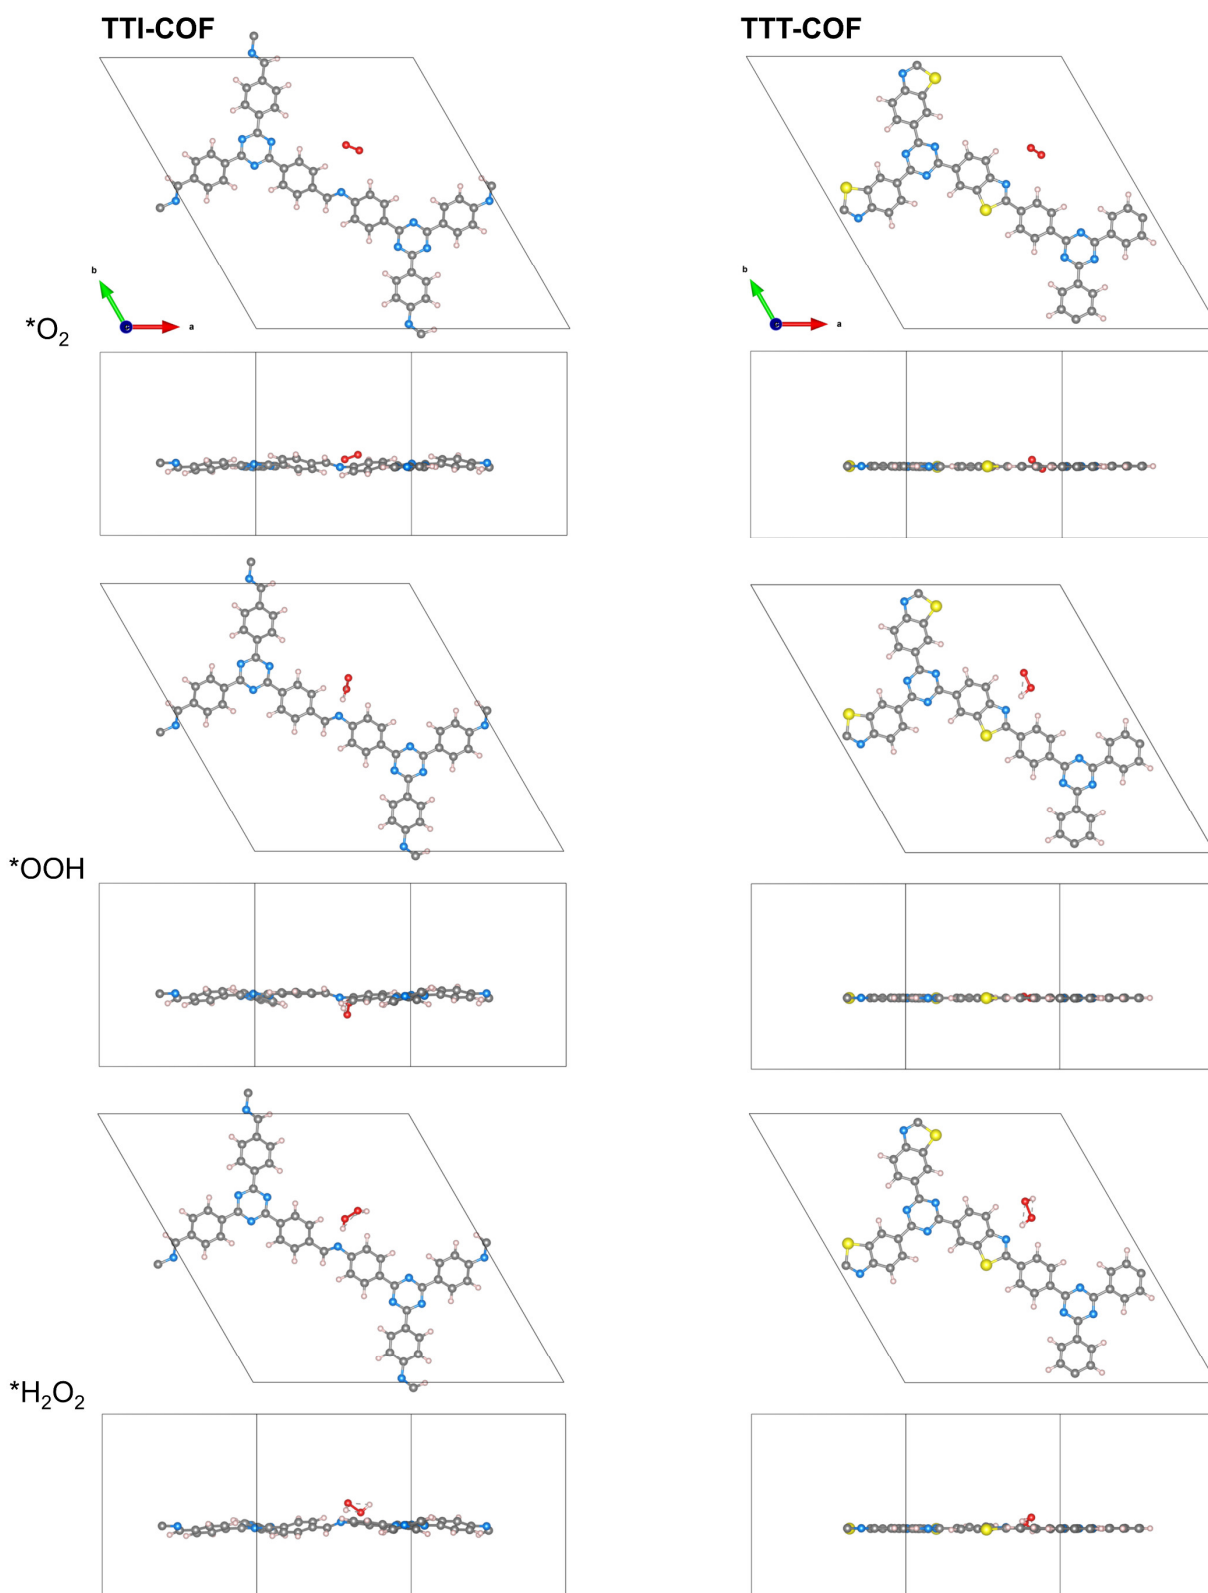 TTI-COF TTT-COF
b b
a a
*O₂
*OOH
*H₂O₂